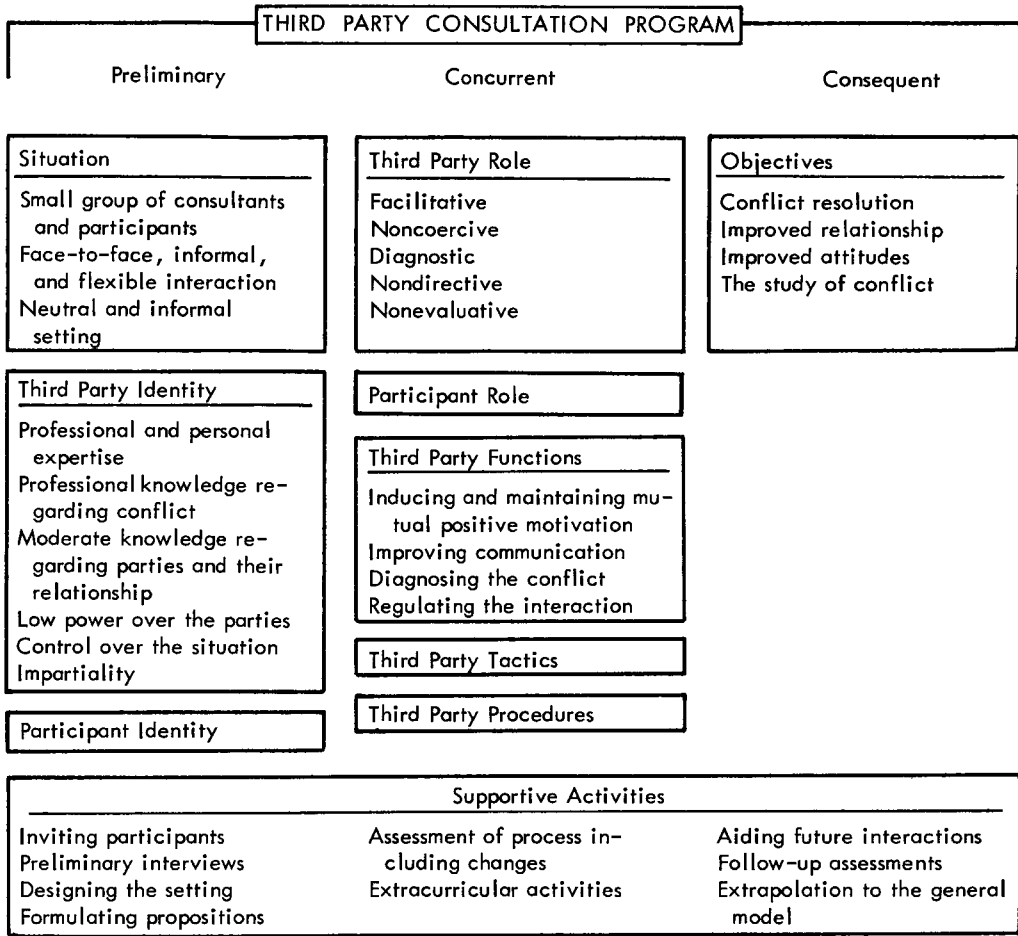 THIRD PARTY CONSULTATION PROGRAM
Preliminary
Concurrent
Consequent
Situation
Small group of consultants
and participants
Face-to-face, informal,
and flexible interaction
Neutral and informal
setting
Third Party Identity
Professional and personal
expertise
Professional knowledge re-
garding conflict
Moderate knowledge re-
garding parties and their
relationship
Low power over the parties
Control over the situation
Impartiality
Participant Identity
Third Party Role
Facilitative
Noncoercive
Diagnostic
Nondirective
Nonevaluative
Participant Role
Third Party Functions
Inducing and maintaining mu-
tual positive motivation
Improving communication
Diagnosing the conflict
Regulating the interaction
Third Party Tactics
Third Party Procedures
Objectives
Conflict resolution
Improved relationship
Improved attitudes
The study of conflict
Supportive Activities
Inviting participants
Preliminary interviews
Designing the setting
Formulating propositions
Assessment of process in-
cluding changes
Extracurricular activities
Aiding future interactions
Follow-up assessments
Extrapolation to the general
model